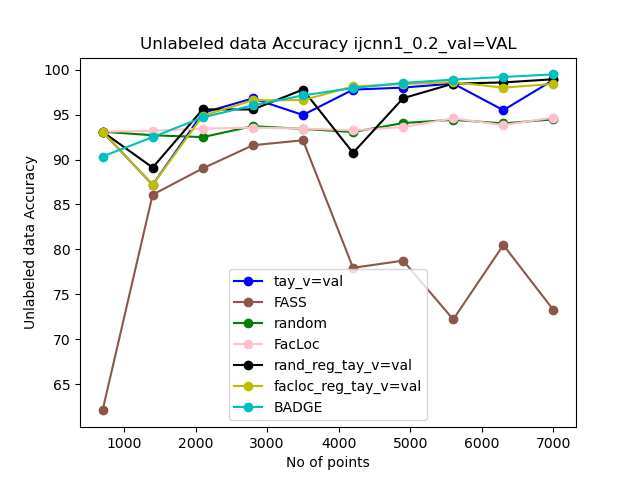 Unlabeled data Accuracy ijcnn1_0.2_val=VAL
Unlabeled data Accuracy
100
95
90
85
80
75
70
65
tay_v=val
FASS
random
FacLoc
rand_reg_tay_v=val
facloc_reg_tay_v=val
BADGE
1000 2000 3000 4000 5000 6000 7000
No of points